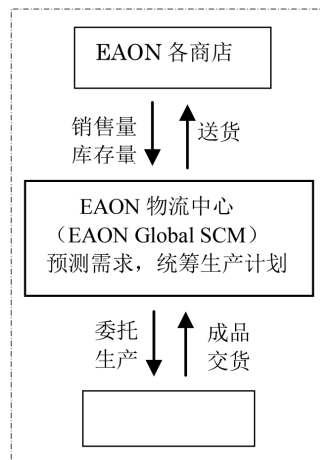 EAON 各商店
销售量
库存量
送货
EAON 物流中心
（EAON Global SCM）
预测需求，统筹生产计划
委托
生产
成品
交货